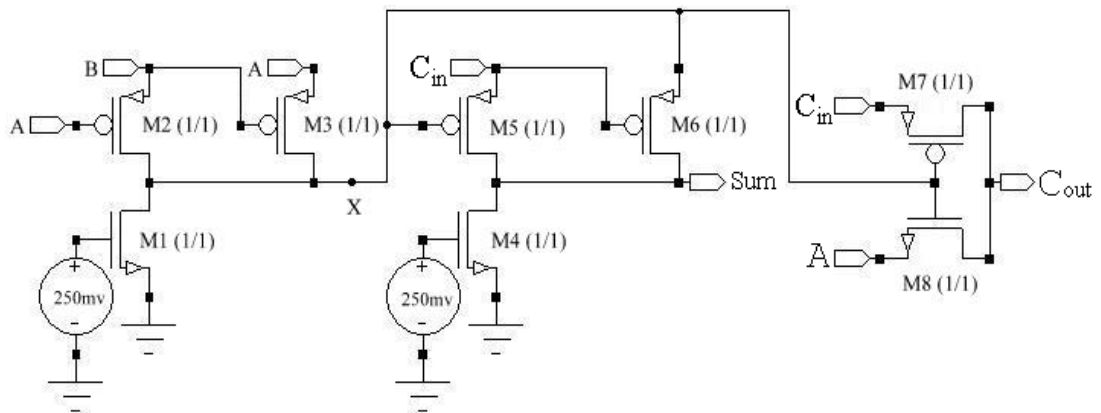 B
A
A
M2 (1/1)
M3 (1/1)
X
M1 (1/1)
+
250mv
-
Cin
M5 (1/1)
M6 (1/1)
Sum
M4 (1/1)
+
250mv
-
M7 (1/1)
Cin
Cout
A
M8 (1/1)